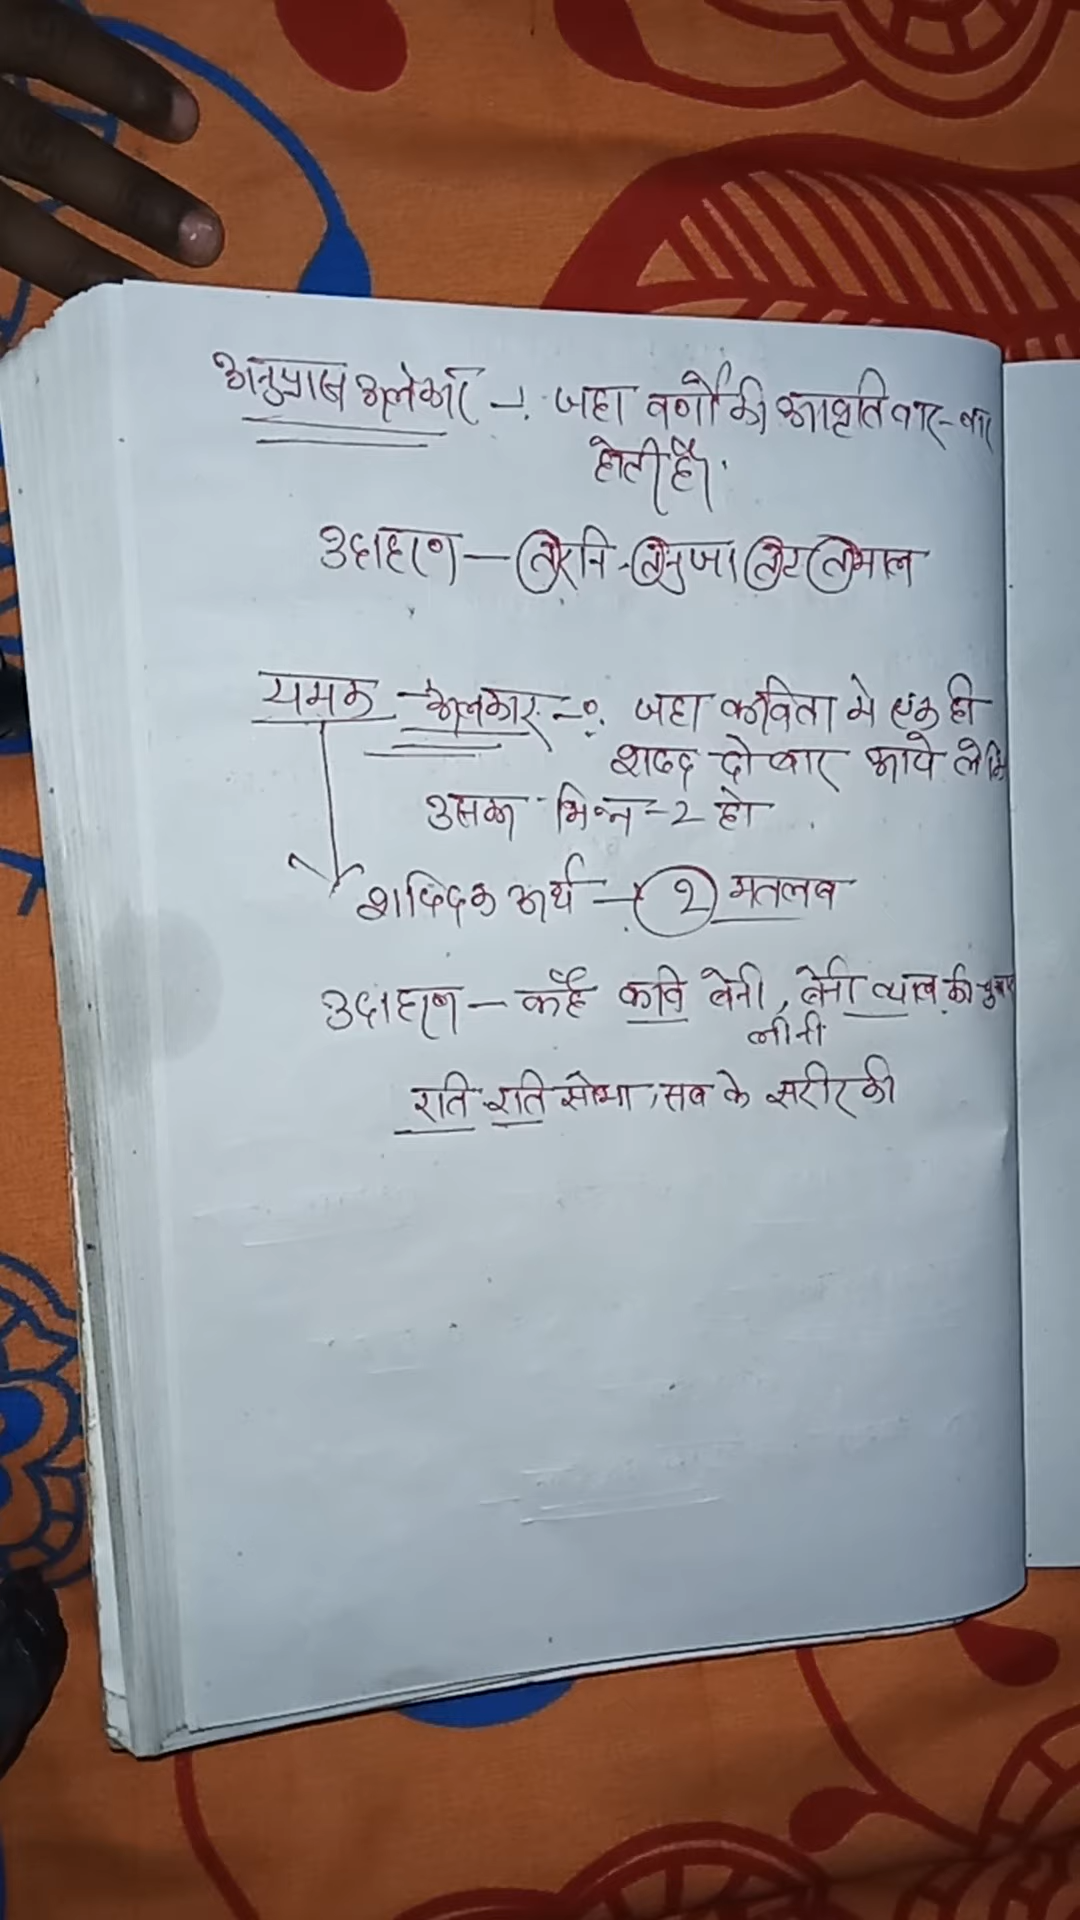 अनुप्रास अलंकार -: जहा वर्णो की आवृति बार-बार
होती है।
उदाहरण — तरनि-तनुजा तट तमाल
यमक - अलंकार -: जहा कविता मे एक ही
शब्द दो बार आये
उसका भिन्न-2 हो
शाब्दिक अर्थ — 2 मतलब
उदाहरण — कहै कवि बेनी, बेनी व्याल की चुराय
लीनी
रति रति सोभा, सब के सरीर की